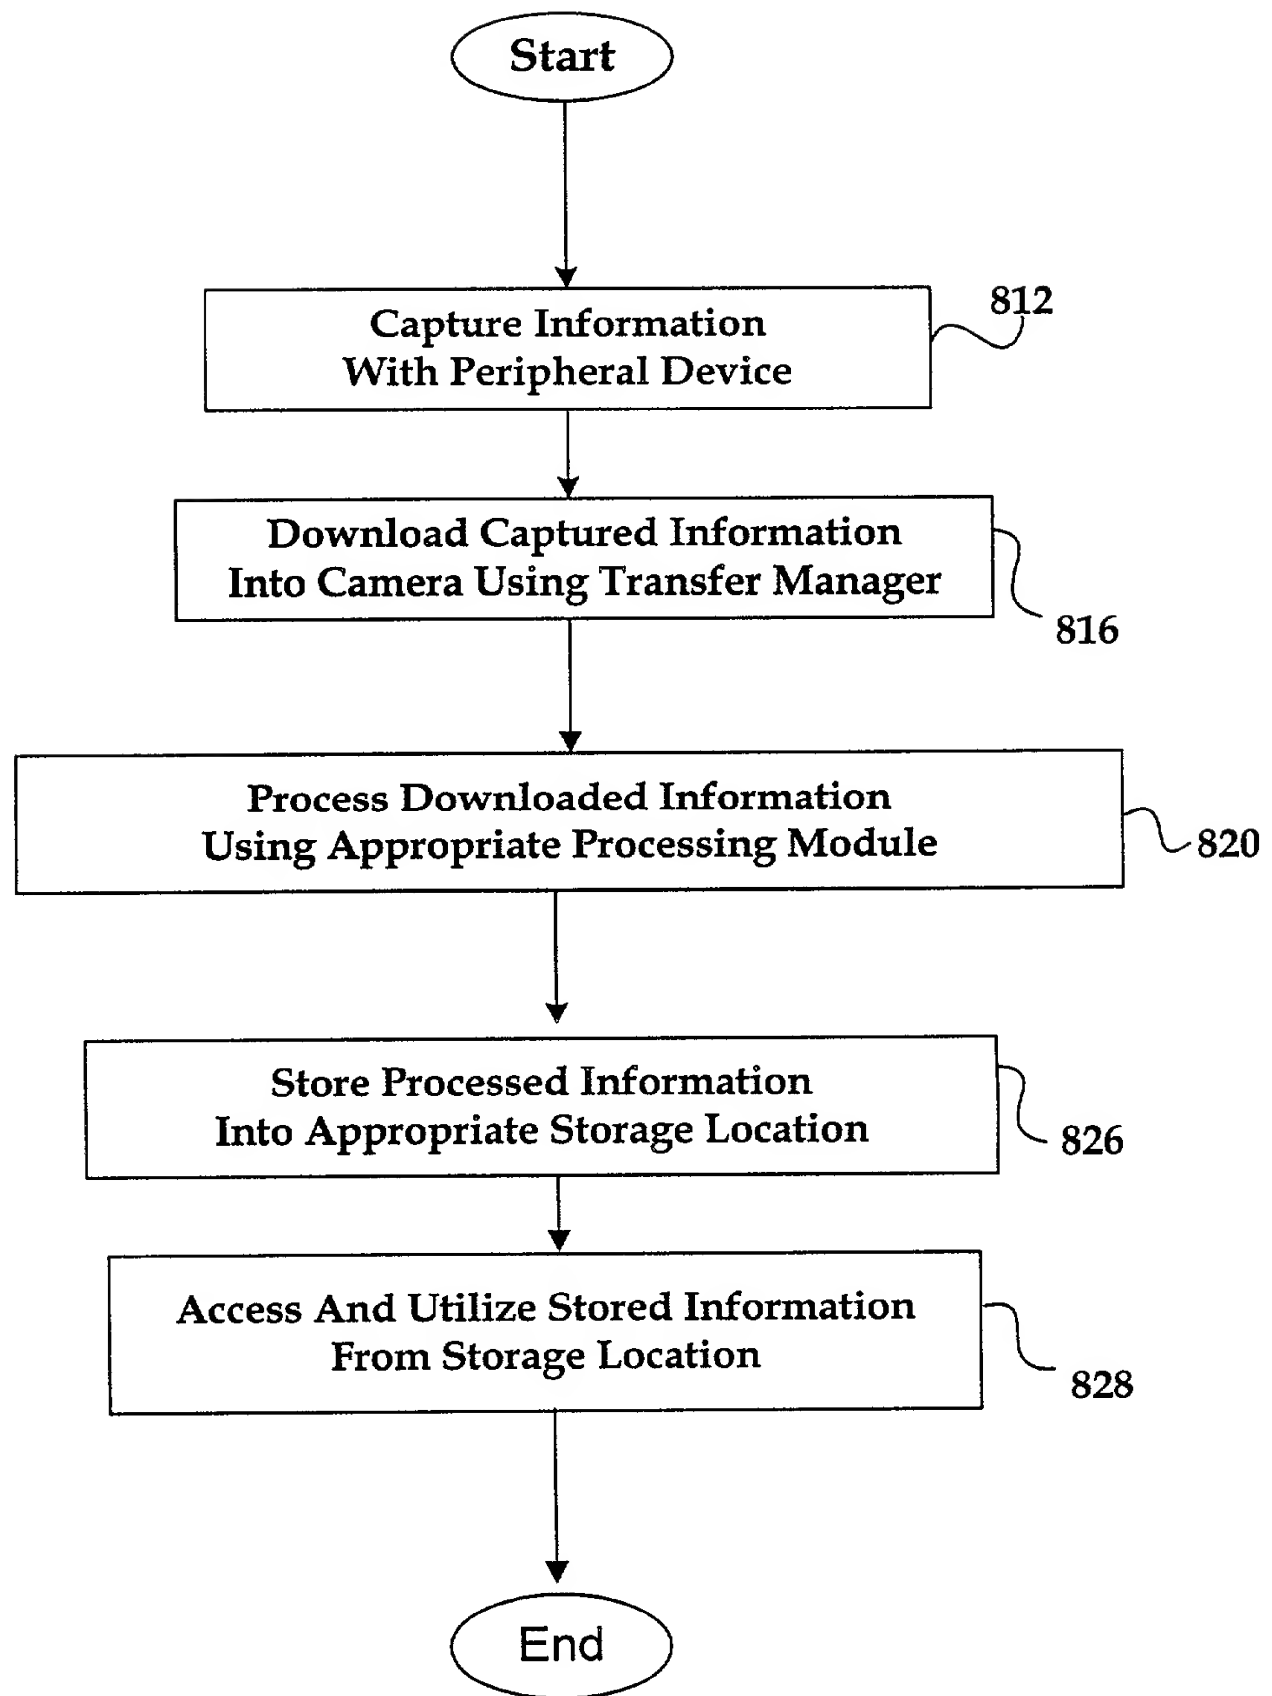 Start
812
Capture Information
With Peripheral Device
Download Captured Information
Into Camera Using Transfer Manager
816
Process Downloaded Information
Using Appropriate Processing Module
820
Store Processed Information
Into Appropriate Storage Location
826
Access And Utilize Stored Information
From Storage Location
828
End